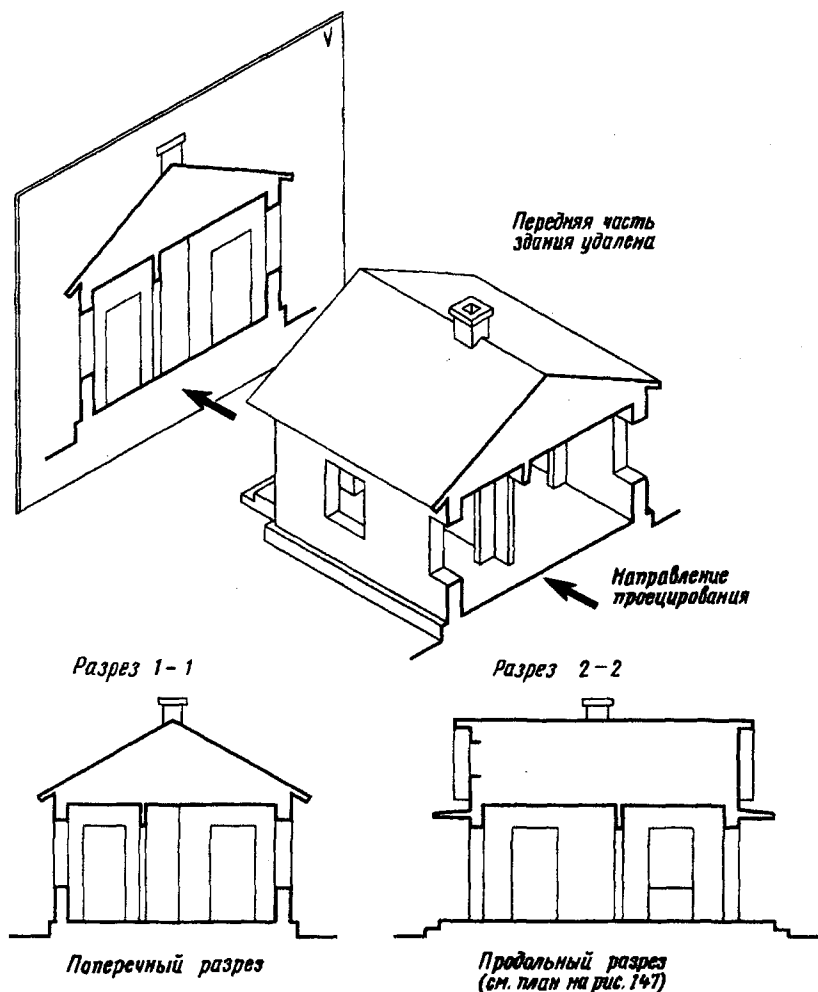 V
Передняя часть
здания удалена
Направление
проецирования
Разрез 1-1
Разрез 2-2
Поперечный разрез
Продольный разрез
(см. план на рис. 147)